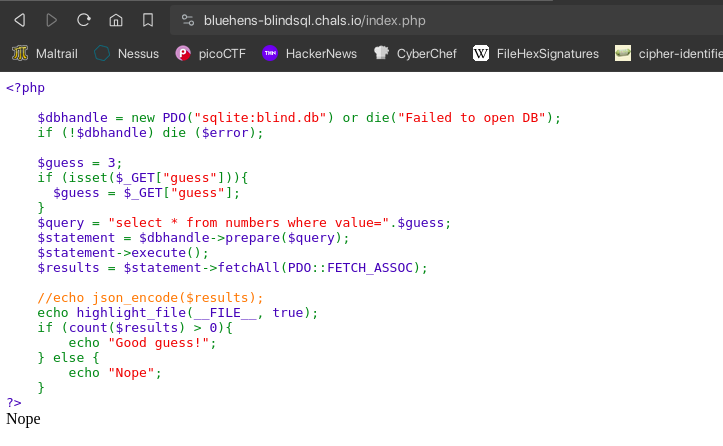 bluehens-blindsql.chals.io/index.php
Maltrail Nessus picoCTF HackerNews CyberChef FileHexSignatures cipher-identifie
<?php
$dbhandle = new PDO("sqlite:blind.db") or die("Failed to open DB");
if (!$dbhandle) die ($error);
$guess = 3;
if (isset($_GET["guess"])){
$guess = $_GET["guess"];
}
$query = "select * from numbers where value=".$guess;
$statement = $dbhandle->prepare($query);
$statement->execute();
$results = $statement->fetchAll(PDO::FETCH_ASSOC);
//echo json_encode($results);
echo highlight_file(__FILE__, true);
if (count($results) > 0){
echo "Good guess!";
} else {
echo "Nope";
}
?>
Nope